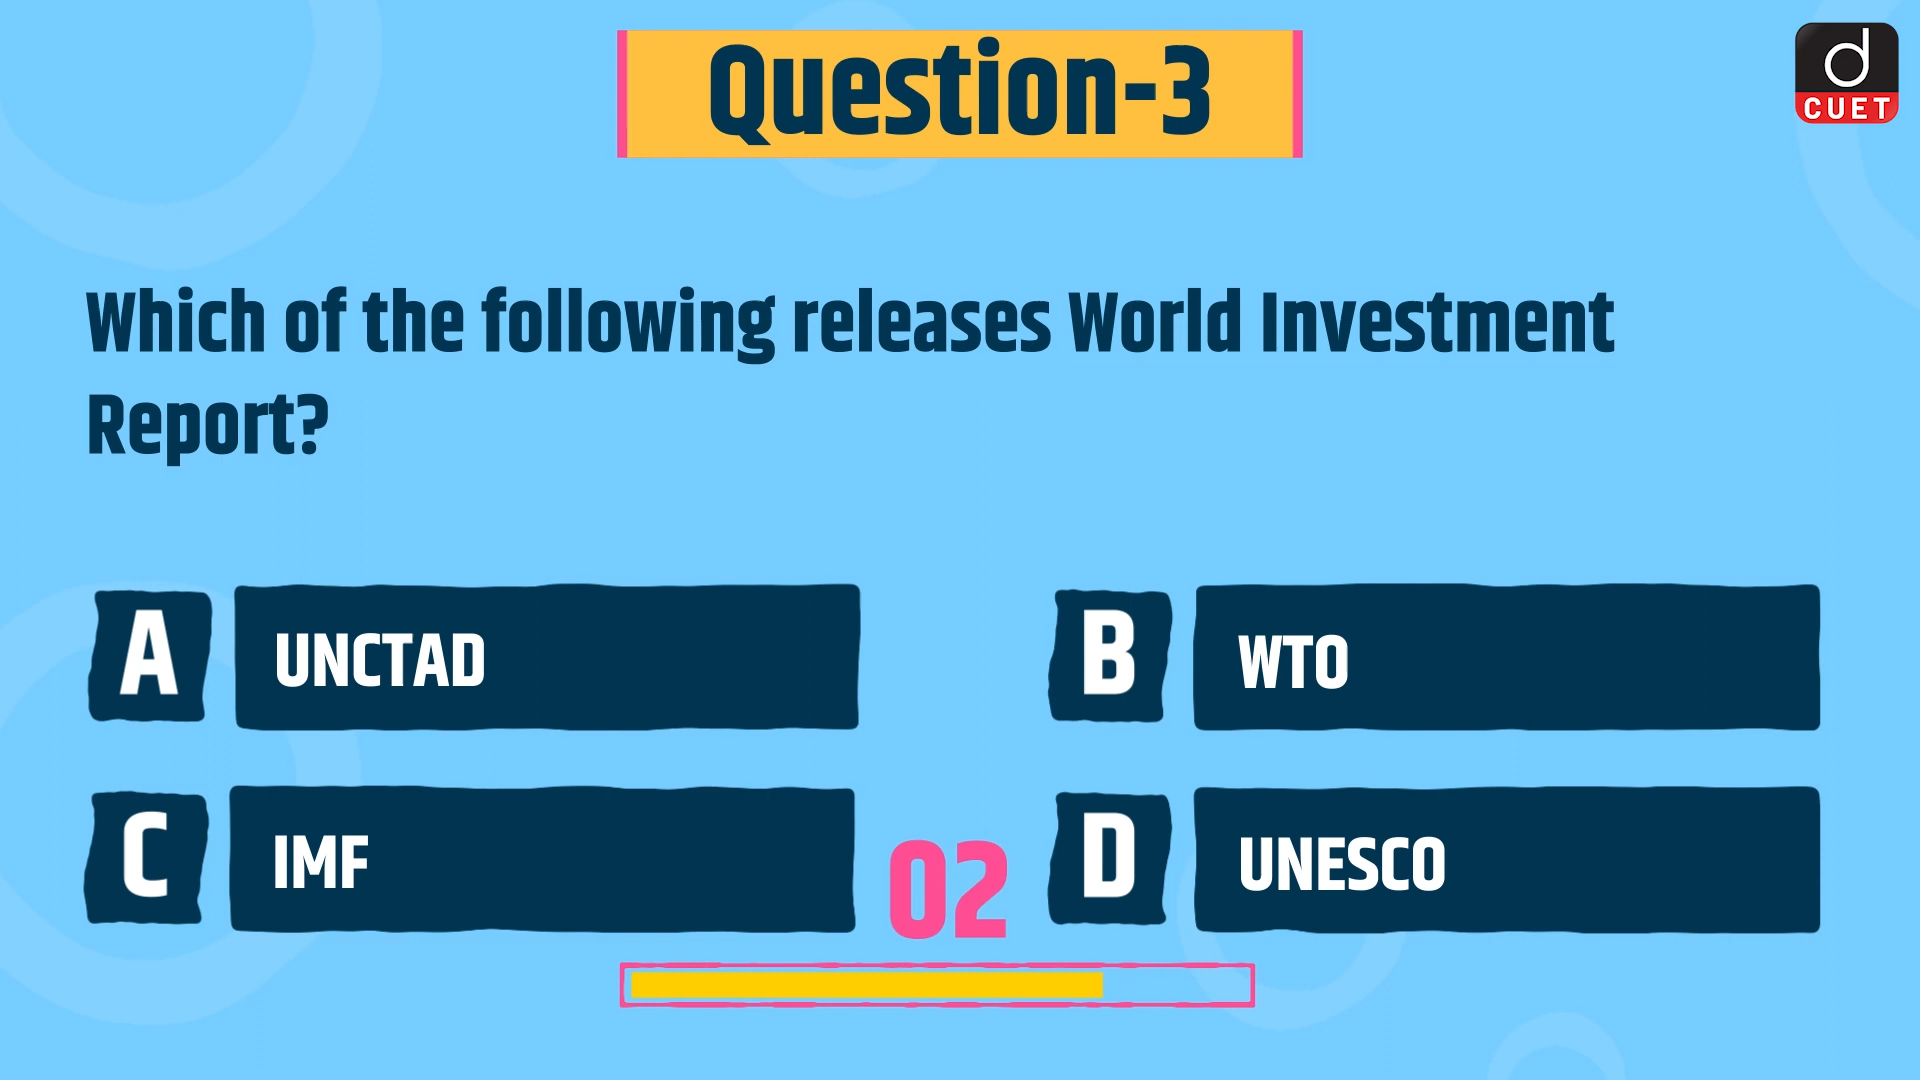 Question-3
d
CUET
Which of the following releases World Investment
Report?
A
UNCTAD
B
WTO
C
IMF
02
D
UNESCO